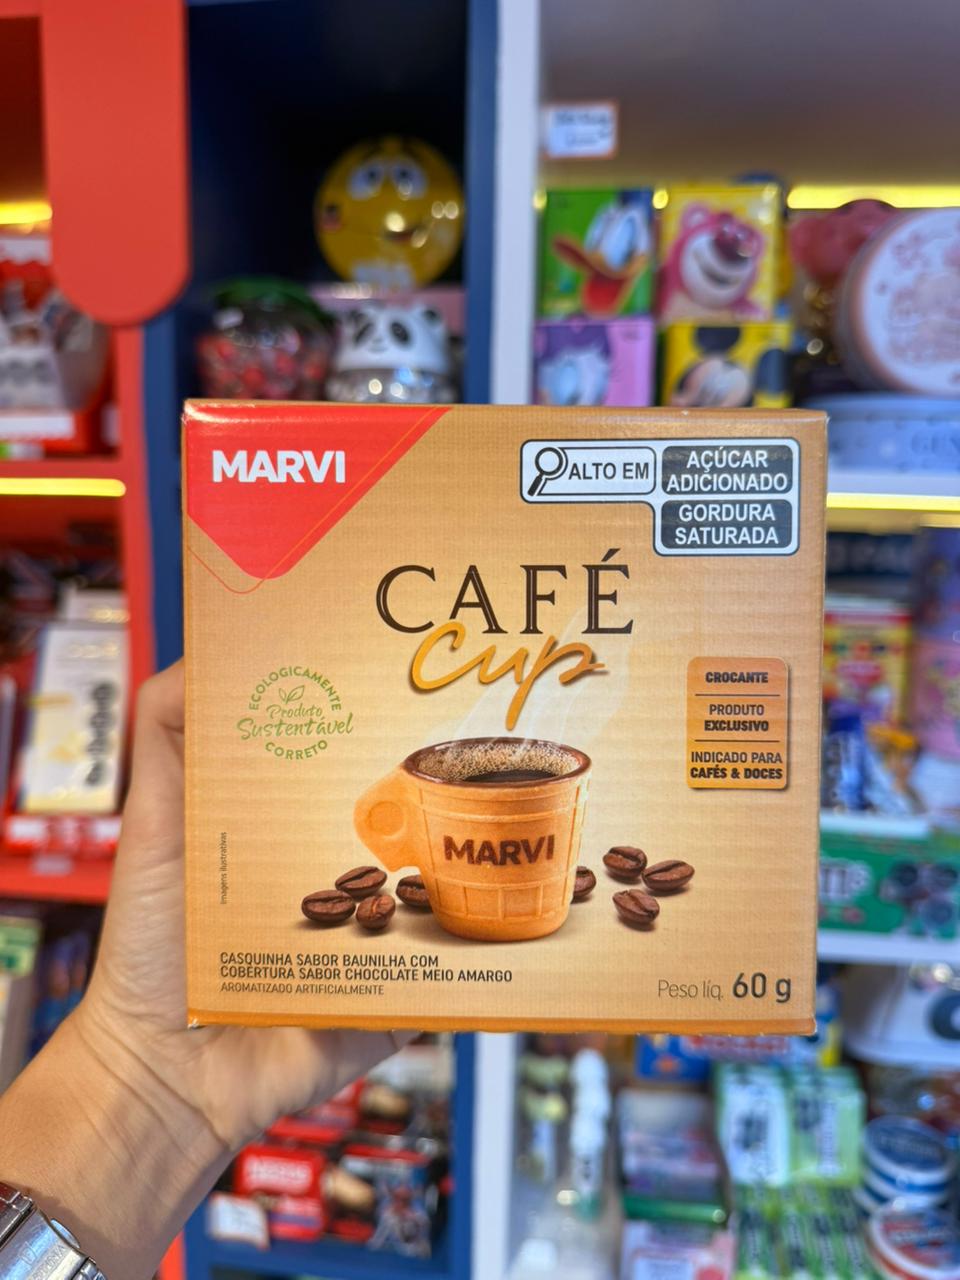 MARVI
ALTO EM
AÇÚCAR
ADICIONADO
GORDURA
SATURADA
CAFÉ
Cup
ECOLOGICAMENTE
Produto
Sustentável
CORRETO
CROCANTE
PRODUTO
EXCLUSIVO
INDICADO PARA
CAFÉS & DOCES
MARVI
Imagens ilustrativas
CASQUINHA SABOR BAUNILHA COM
COBERTURA SABOR CHOCOLATE MEIO AMARGO
AROMATIZADO ARTIFICIALMENTE
Peso líq. 60 g